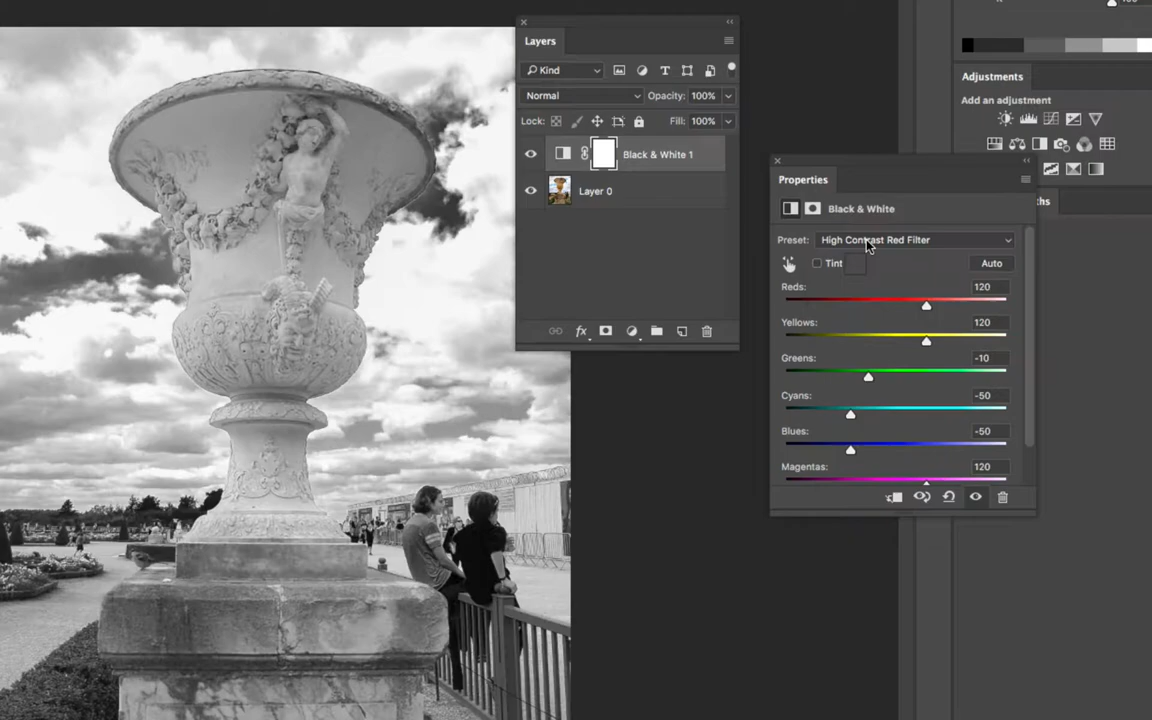 Layers
Kind
Normal
Opacity: 100%
Lock:
Fill: 100%
Black & White 1
Layer 0
fx
Adjustments
Add an adjustment
Properties
Black & White
Preset: High Contrast Red Filter
Tint
Auto
Reds: 120
Yellows: 120
Greens: -10
Cyans: -50
Blues: -50
Magentas: 120